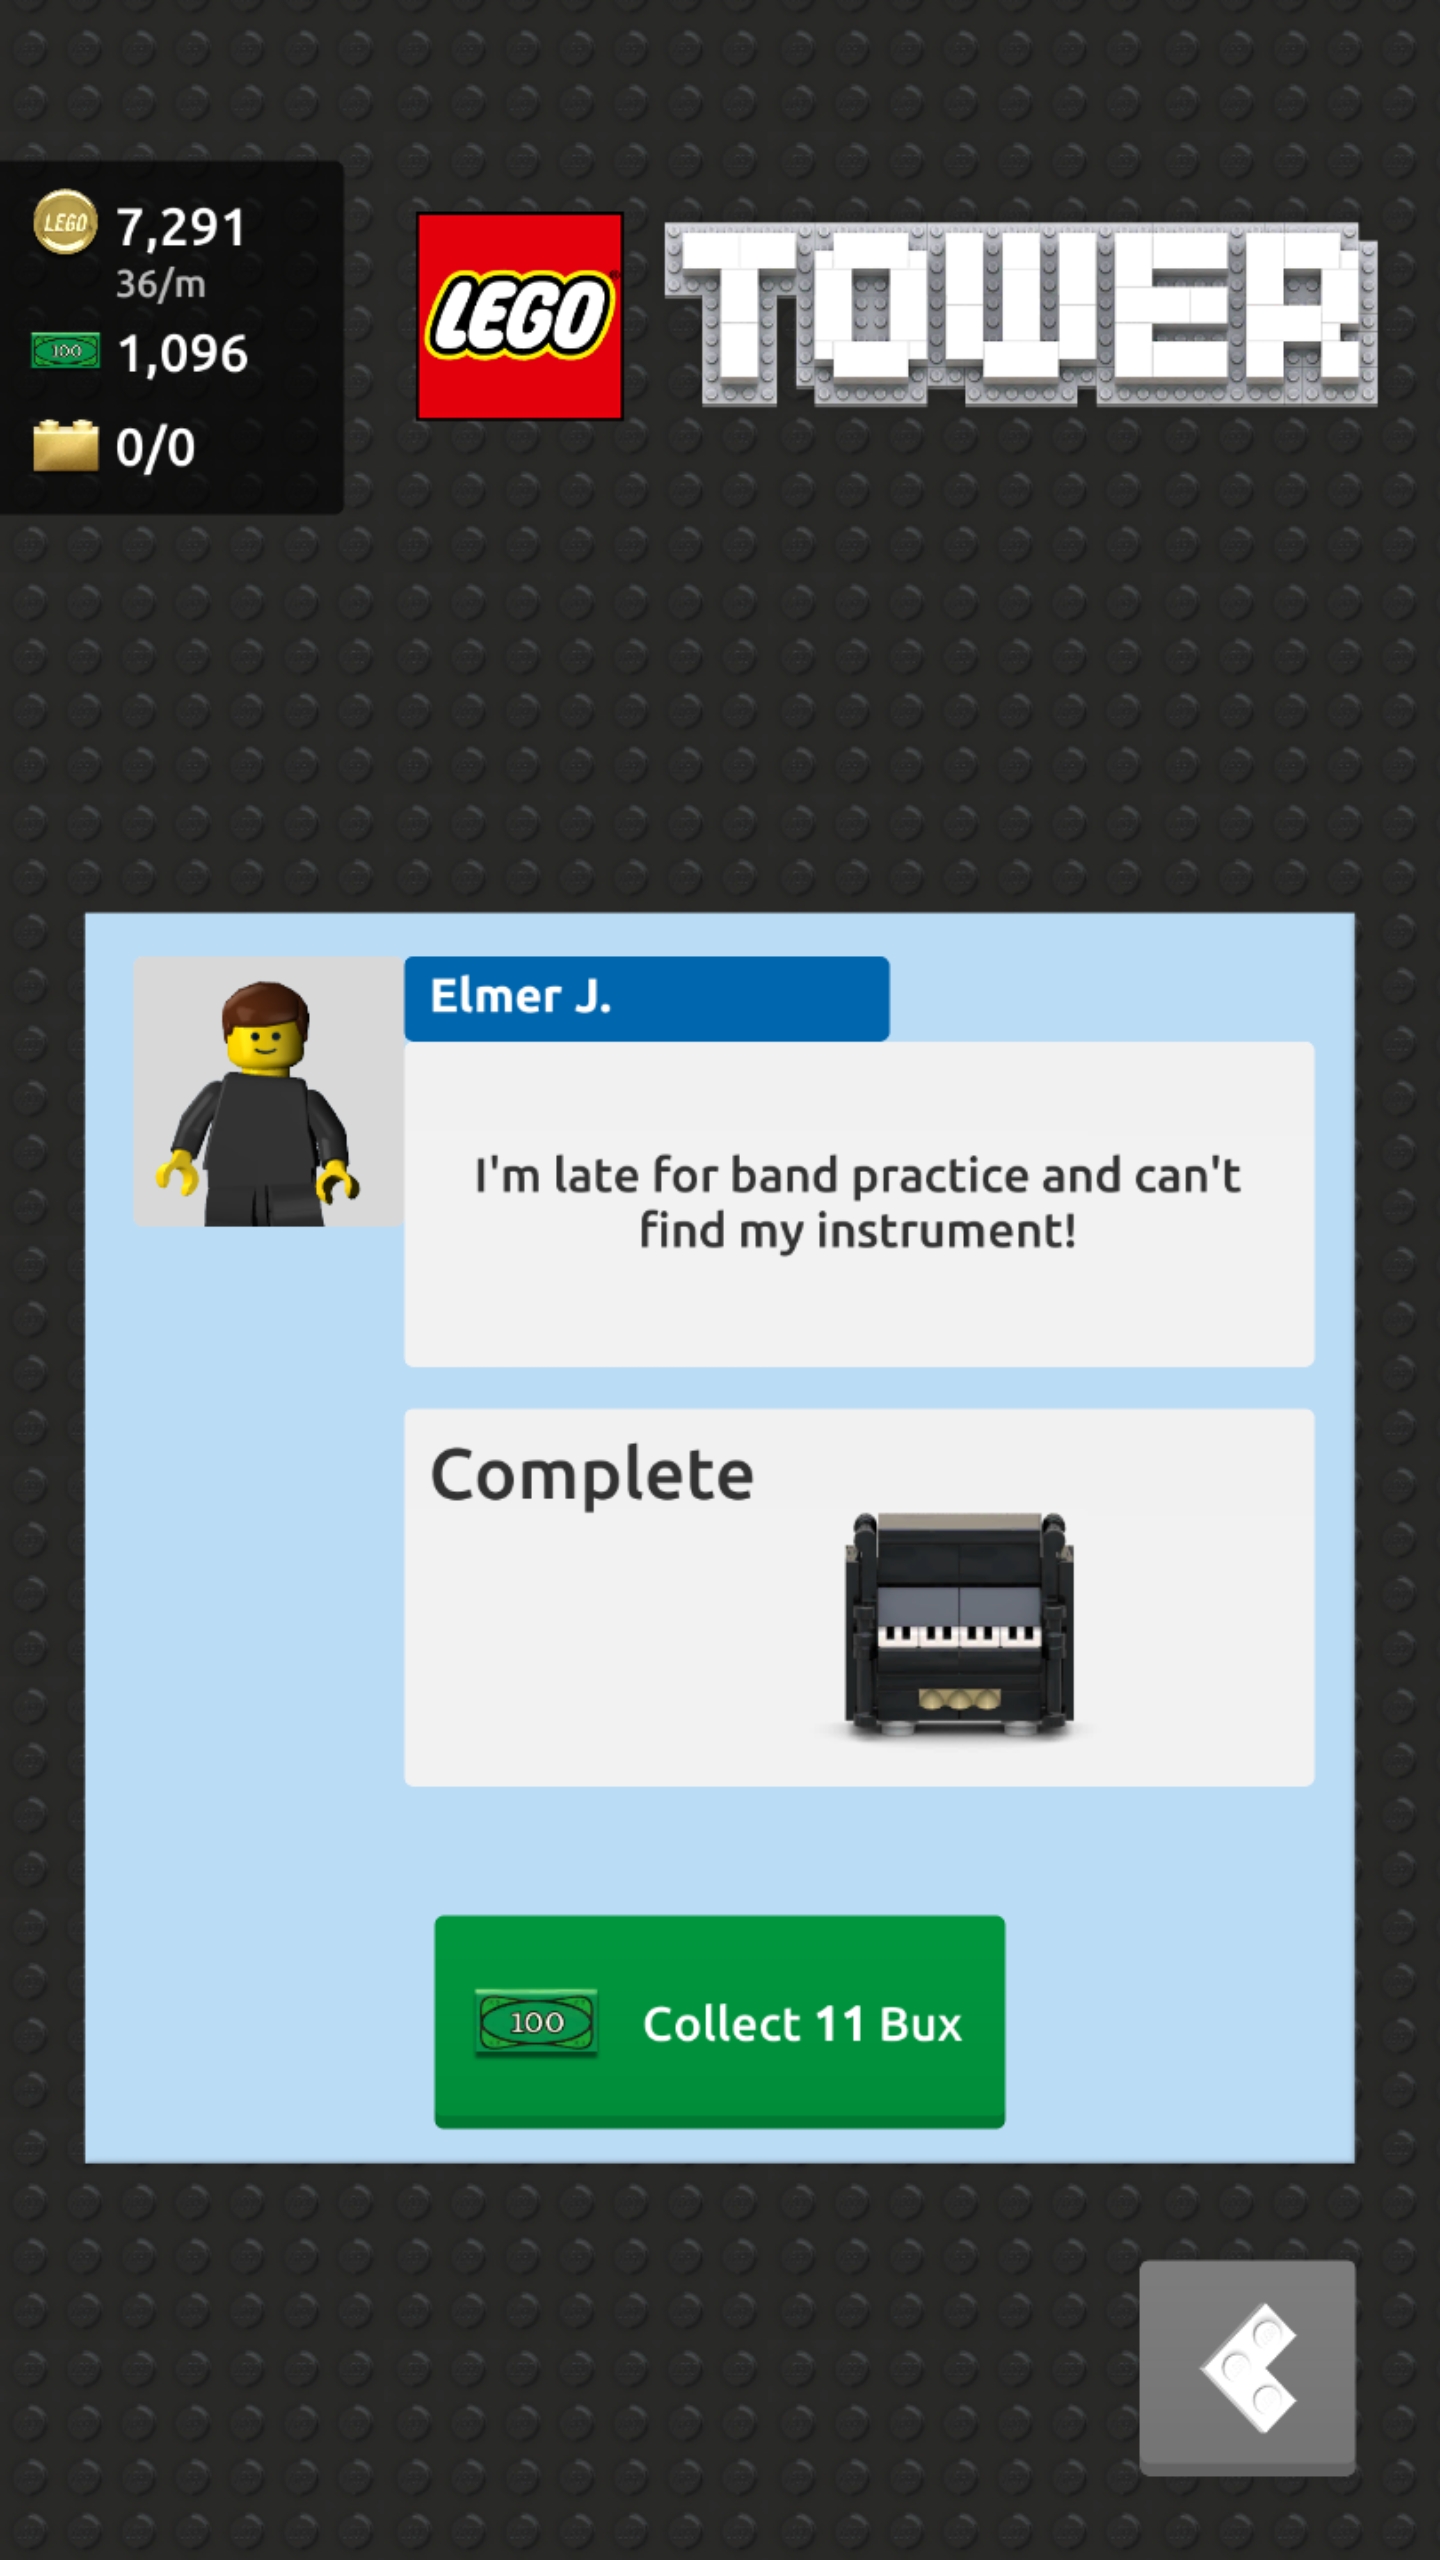 LEGO
7,291
36/m
100
1,096
0/0
LEGO
TOWER
Elmer J.
I'm late for band practice and can't
find my instrument!
Complete
100
Collect 11 Bux